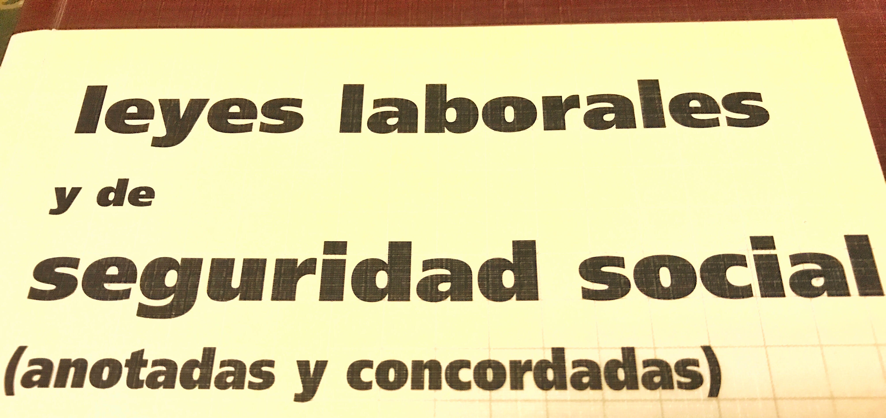 leyes laborales
y de
seguridad social
(anotadas y concordadas)